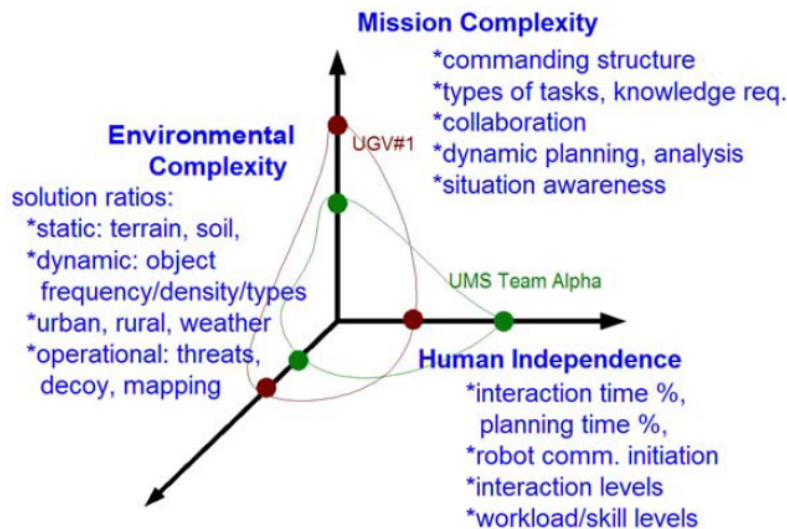 Mission Complexity
*commanding structure
*types of tasks, knowledge req.
*collaboration
*dynamic planning, analysis
*situation awareness
UGV#1
Environmental
Complexity
solution ratios:
*static: terrain, soil,
*dynamic: object
frequency/density/types
*urban, rural, weather
*operational: threats,
decoy, mapping
UMS Team Alpha
Human Independence
*interaction time %,
planning time %,
*robot comm. initiation
*interaction levels
*workload/skill levels